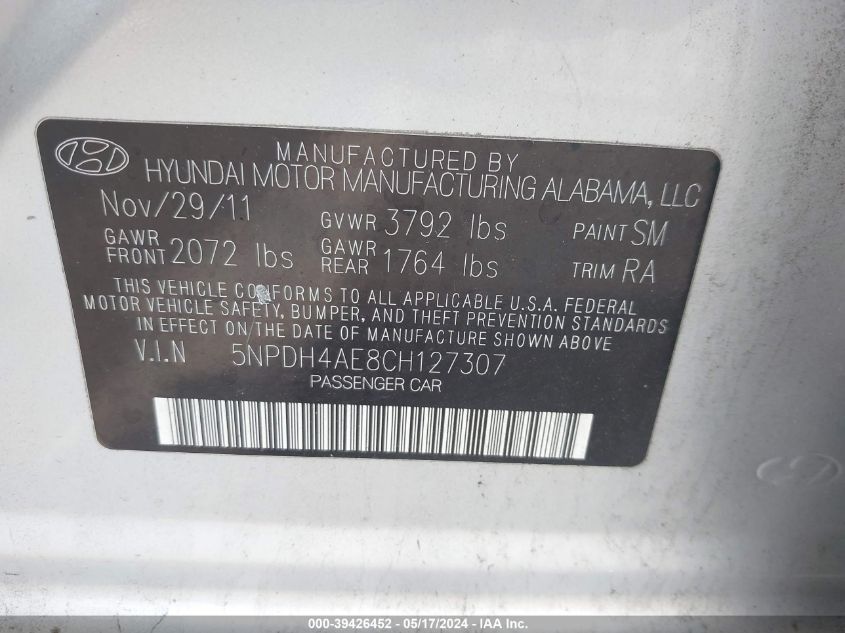 MANUFACTURED BY
HYUNDAI MOTOR MANUFACTURING ALABAMA, LLC
Nov/29/11 GVWR 3792 lbs PAINT SM
GAWR FRONT 2072 lbs GAWR REAR 1764 lbs TRIM RA
THIS VEHICLE CONFORMS TO ALL APPLICABLE U.S.A. FEDERAL
MOTOR VEHICLE SAFETY, BUMPER, AND THEFT PREVENTION STANDARDS
IN EFFECT ON THE DATE OF MANUFACTURE SHOWN ABOVE
V.I.N 5NPDH4AE8CH127307
PASSENGER CAR
000-39426452 - 05/17/2024 - IAA Inc.